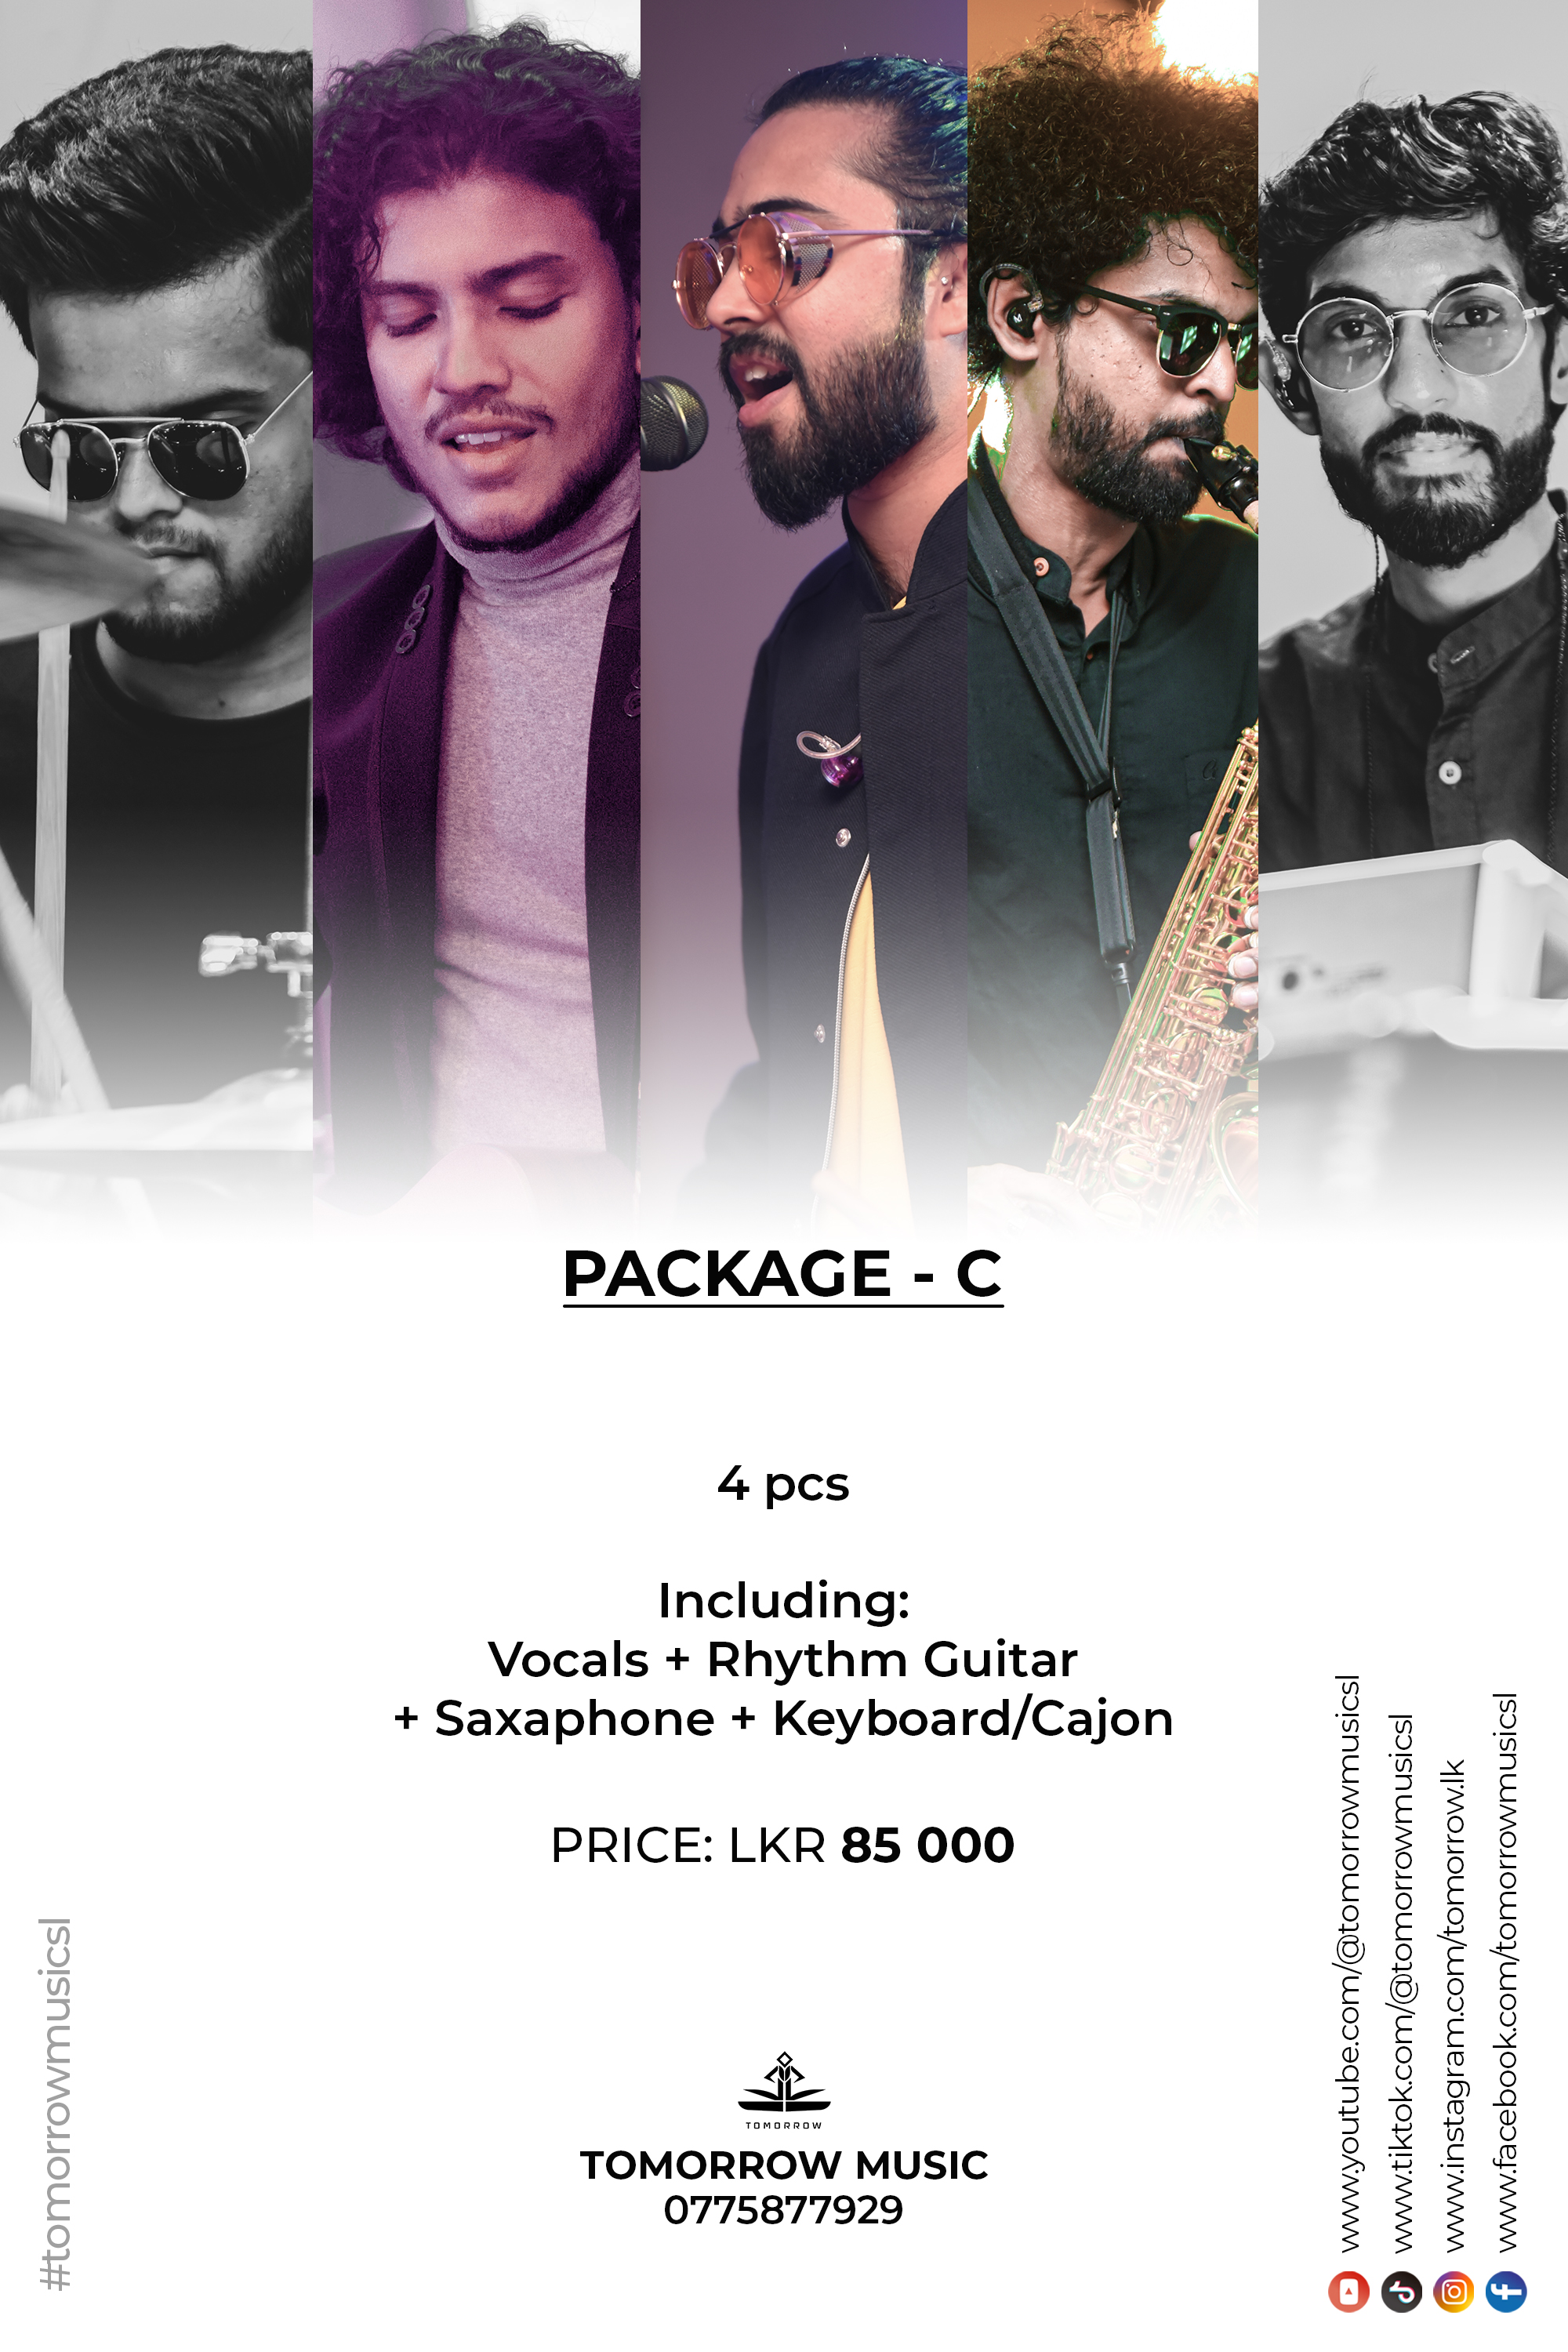 PACKAGE - C
4 pcs
Including:
Vocals + Rhythm Guitar
+ Saxaphone + Keyboard/Cajon
PRICE: LKR 85 000
#tomorrowmusicsl
TOMORROW
TOMORROW MUSIC
0775877929
www.youtube.com/@tomorrowmusicsl
www.tiktok.com/@tomorrowmusicsl
www.instagram.com/tomorrow.lk
www.facebook.com/tomorrowmusicsl